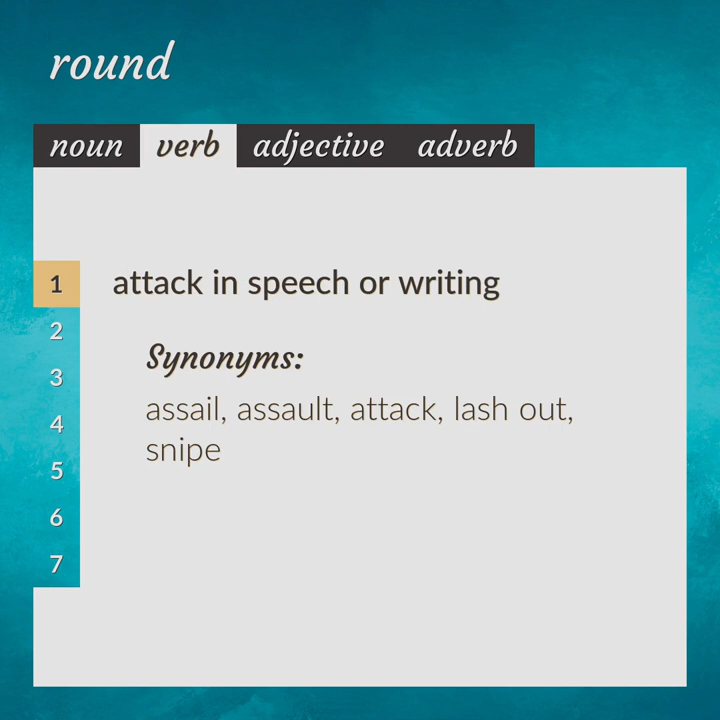 round
noun verb adjective adverb
1 attack in speech or writing
2
Synonyms:
3
assail, assault, attack, lash out,
4
snipe
5
6
7